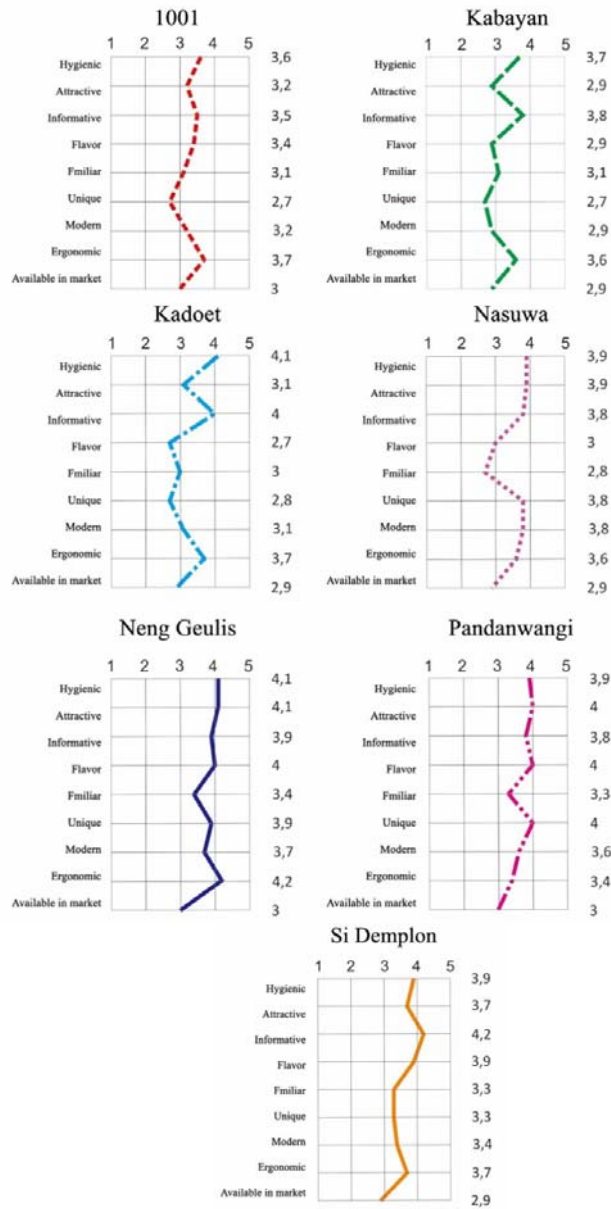 1001
1 2 3 4 5
Hygienic 3,6
Attractive 3,2
Informative 3,5
Flavor 3,4
Fmiliar 3,1
Unique 2,7
Modern 3,2
Ergonomic 3,7
Available in market 3
Kabayan
1 2 3 4 5
Hygienic 3,7
Attractive 2,9
Informative 3,8
Flavor 2,9
Fmiliar 3,1
Unique 2,7
Modern 2,9
Ergonomic 3,6
Available in market 2,9
Kadoet
1 2 3 4 5
Hygienic 4,1
Attractive 3,1
Informative 4
Flavor 2,7
Fmiliar 3
Unique 2,8
Modern 3,1
Ergonomic 3,7
Available in market 2,9
Nasuwa
1 2 3 4 5
Hygienic 3,9
Attractive 3,9
Informative 3,8
Flavor 3
Fmiliar 2,8
Unique 3,8
Modern 3,8
Ergonomic 3,6
Available in market 2,9
Neng Geulis
1 2 3 4 5
Hygienic 4,1
Attractive 4,1
Informative 3,9
Flavor 4
Fmiliar 3,4
Unique 3,9
Modern 3,7
Ergonomic 4,2
Available in market 3
Pandanwangi
1 2 3 4 5
Hygienic 3,9
Attractive 4
Informative 3,8
Flavor 4
Fmiliar 3,3
Unique 4
Modern 3,6
Ergonomic 3,4
Available in market 3
Si Demplon
1 2 3 4 5
Hygienic 3,9
Attractive 3,7
Informative 4,2
Flavor 3,9
Fmiliar 3,3
Unique 3,3
Modern 3,4
Ergonomic 3,7
Available in market 2,9